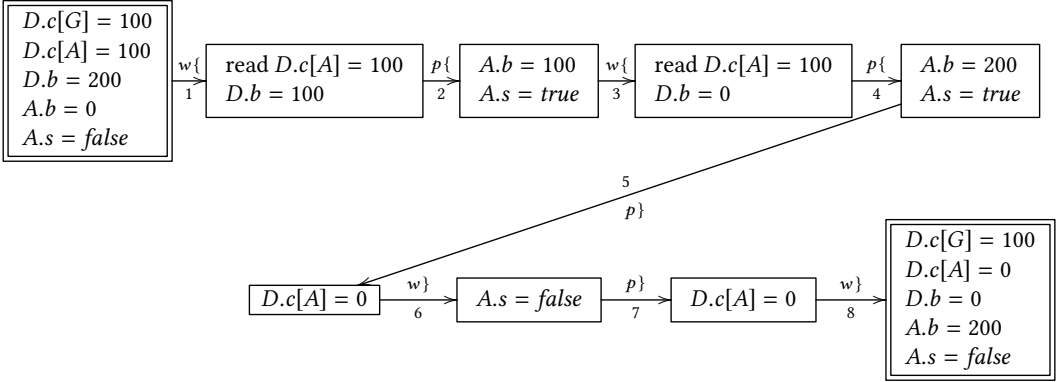 D.c[G] = 100
D.c[A] = 100
D.b = 200
A.b = 0
A.s = false
w{
1
read D.c[A] = 100
D.b = 100
p{
2
A.b = 100
A.s = true
w{
3
read D.c[A] = 100
D.b = 0
p{
4
A.b = 200
A.s = true
5
p}
D.c[A] = 0
w}
6
A.s = false
p}
7
D.c[A] = 0
w}
8
D.c[G] = 100
D.c[A] = 0
D.b = 0
A.b = 200
A.s = false